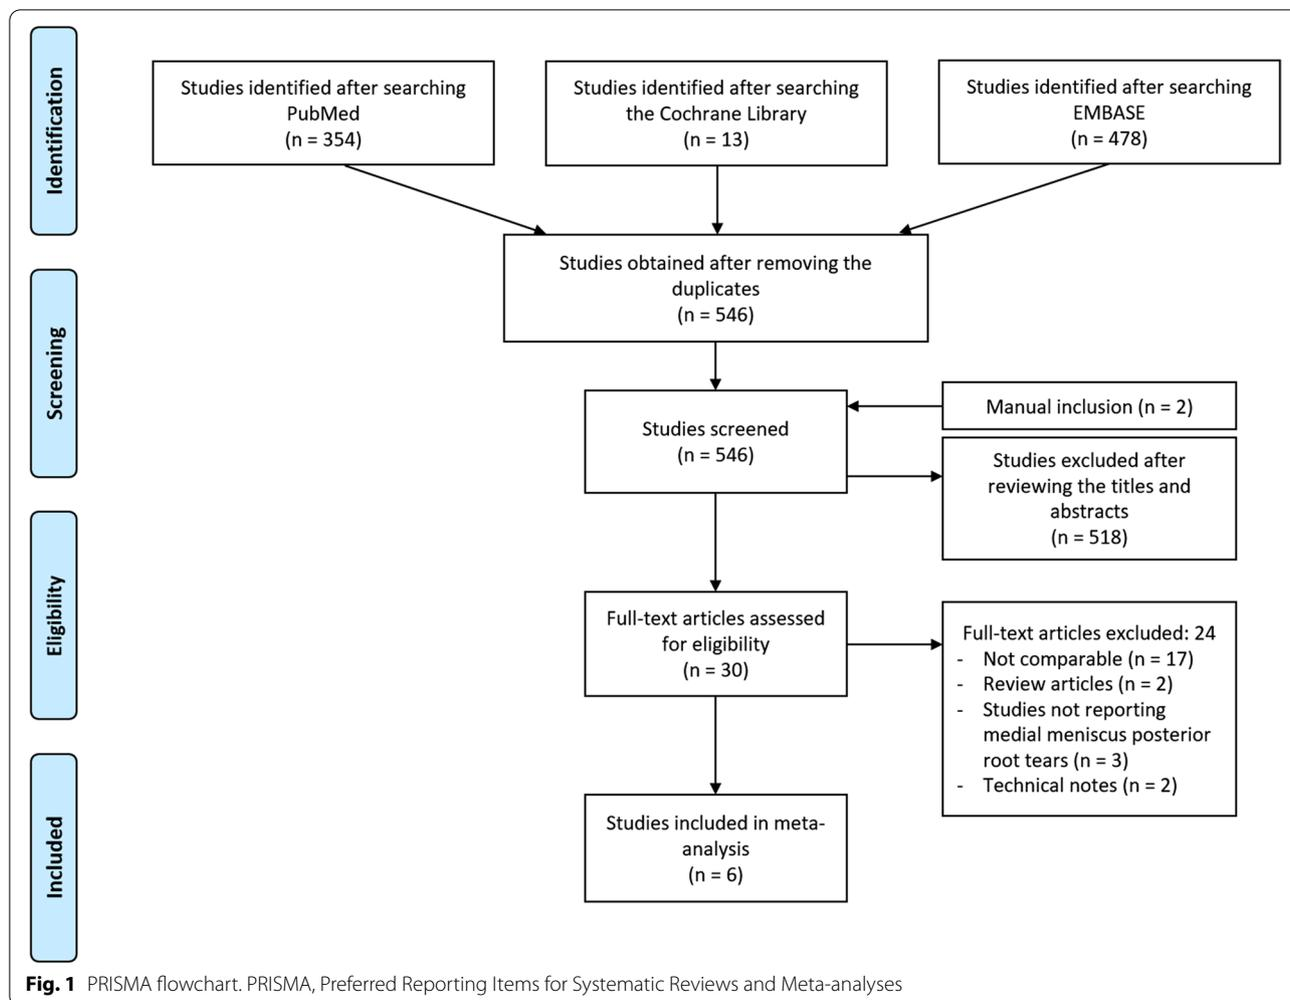 Identification
Studies identified after searching
PubMed
(n = 354)
Studies identified after searching
the Cochrane Library
(n = 13)
Studies identified after searching
EMBASE
(n = 478)
Studies obtained after removing the
duplicates
(n = 546)
Screening
Studies screened
(n = 546)
Manual inclusion (n = 2)
Studies excluded after
reviewing the titles and
abstracts
(n = 518)
Eligibility
Full-text articles assessed
for eligibility
(n = 30)
Full-text articles excluded: 24
- Not comparable (n = 17)
- Review articles (n = 2)
- Studies not reporting
medial meniscus posterior
root tears (n = 3)
- Technical notes (n = 2)
Included
Studies included in meta-
analysis
(n = 6)
Fig. 1 PRISMA flowchart. PRISMA, Preferred Reporting Items for Systematic Reviews and Meta-analyses